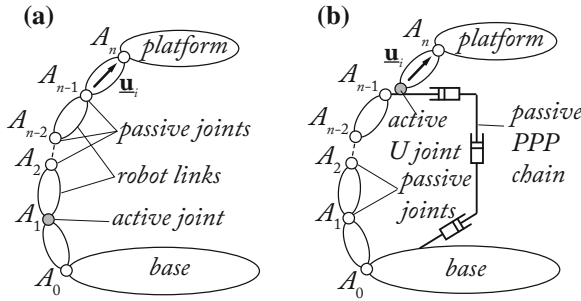 (a)
A_n
platform
A_{n-1}
u_i
A_{n-2}
passive joints
A_2
robot links
A_1
active joint
A_0
base
(b)
A_n
platform
A_{n-1}
u_i
active
U joint
passive
PPP
chain
A_{n-2}
A_2
passive
joints
A_1
A_0
base